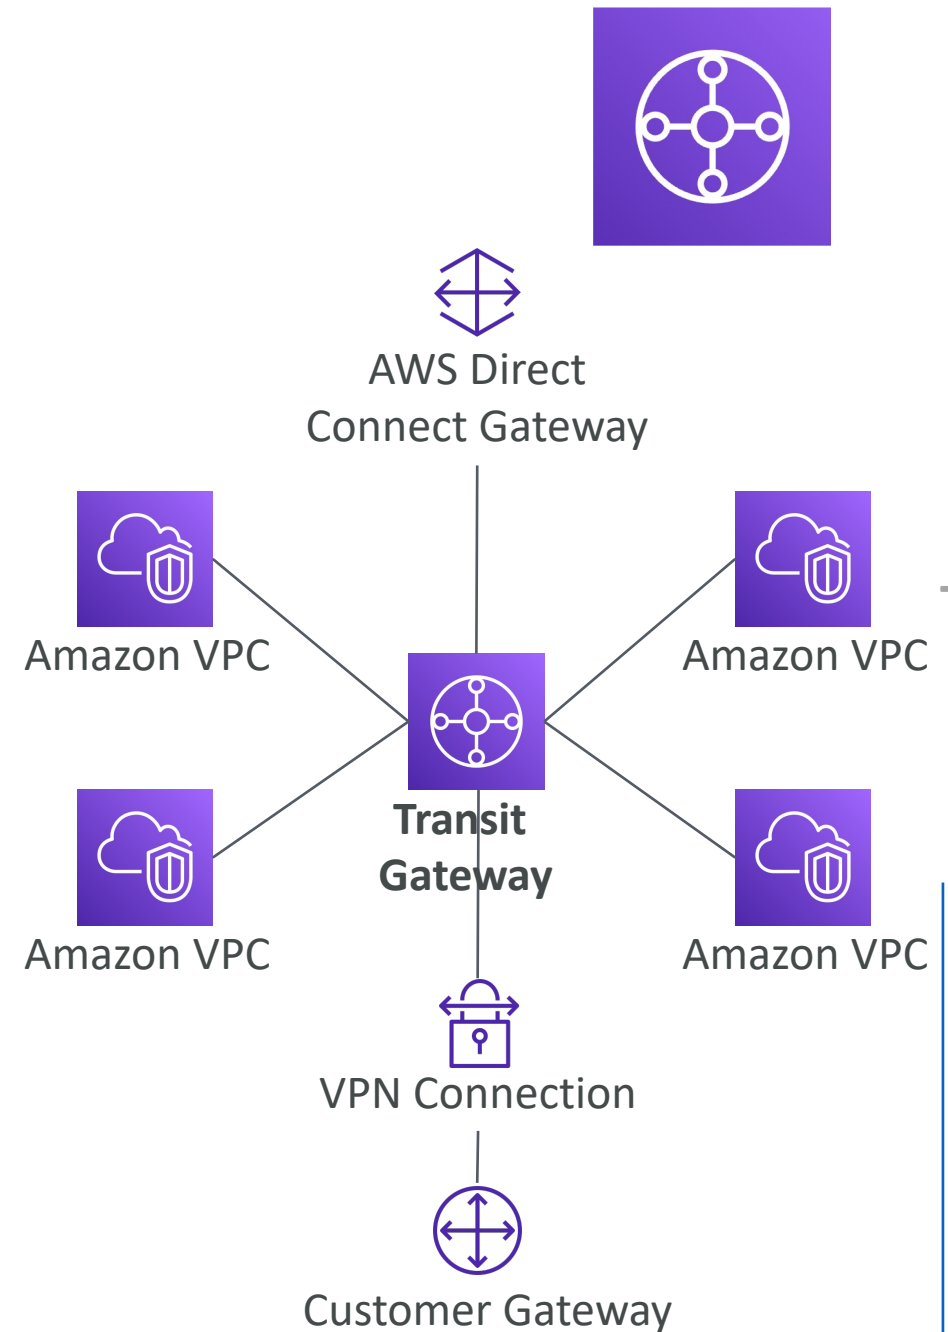 AWS Direct
Connect Gateway
Amazon VPC
Amazon VPC
Transit
Gateway
Amazon VPC
Amazon VPC
VPN Connection
Customer Gateway